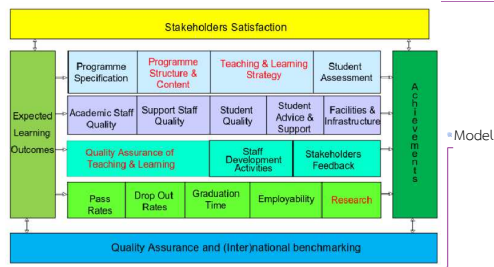 Stakeholders Satisfaction
Expected
Learning
Outcomes
Programme
Specification
Programme
Structure &
Content
Teaching & Learning
Strategy
Student
Assessment
Academic Staff
Quality
Support Staff
Quality
Student
Quality
Student
Advice &
Support
Facilities &
Infrastructure
Quality Assurance of
Teaching & Learning
Staff
Development
Activities
Stakeholders
Feedback
Pass
Rates
Drop Out
Rates
Graduation
Time
Employability
Research
Achievements
Quality Assurance and (Inter)national benchmarking
Model